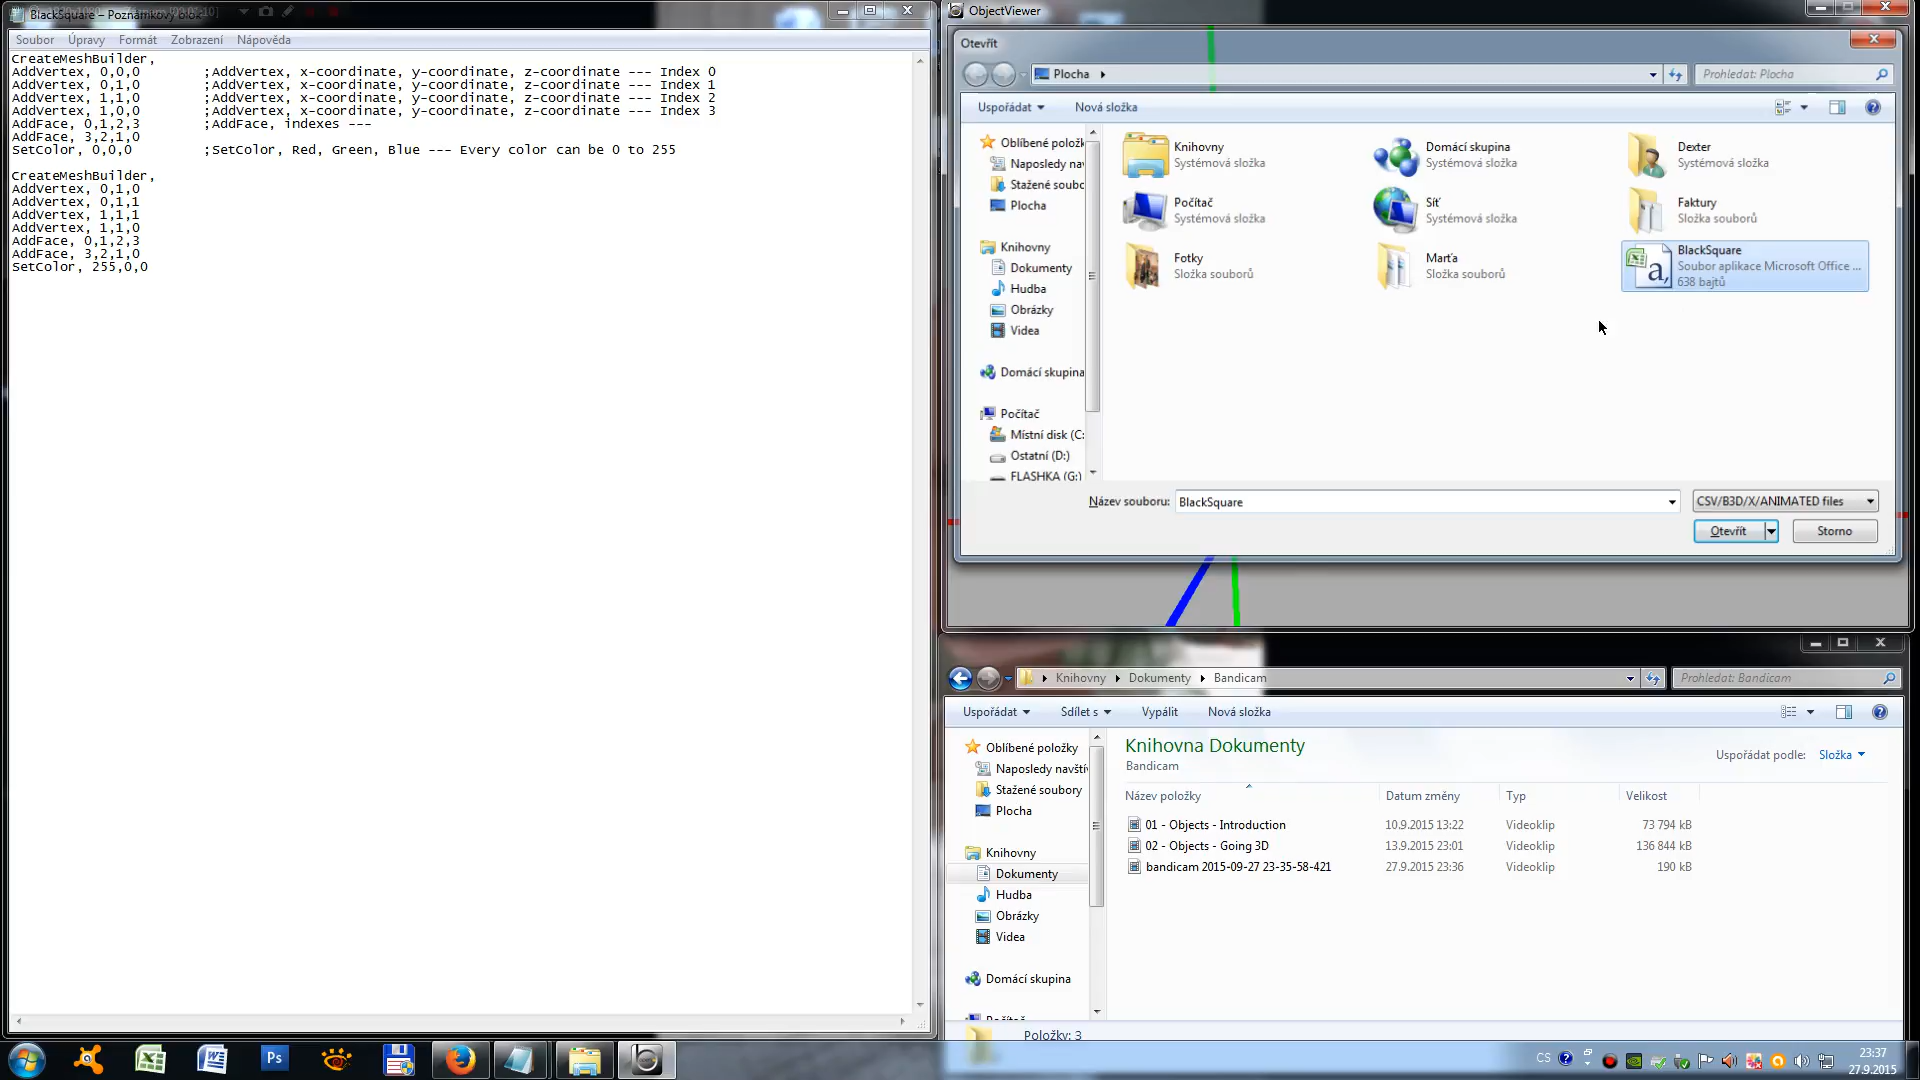 BlackSquare – Poznámkový blok
Soubor Úpravy Formát Zobrazení Nápověda
CreateMeshBuilder,
AddVertex, 0,0,0 ;AddVertex, x-coordinate, y-coordinate, z-coordinate --- Index 0
AddVertex, 0,1,0 ;AddVertex, x-coordinate, y-coordinate, z-coordinate --- Index 1
AddVertex, 1,1,0 ;AddVertex, x-coordinate, y-coordinate, z-coordinate --- Index 2
AddVertex, 1,0,0 ;AddVertex, x-coordinate, y-coordinate, z-coordinate --- Index 3
AddFace, 0,1,2,3 ;AddFace, indexes ---
AddFace, 3,2,1,0
SetColor, 0,0,0 ;SetColor, Red, Green, Blue --- Every color can be 0 to 255
CreateMeshBuilder,
AddVertex, 0,1,0
AddVertex, 0,1,1
AddVertex, 1,1,1
AddVertex, 1,1,0
AddFace, 0,1,2,3
AddFace, 3,2,1,0
SetColor, 255,0,0
ObjectViewer
Otevřít
Plocha
Prohledat: Plocha
Uspořádat Nová složka
Oblíbené položk
Naposledy nav
Stažené soubo
Plocha
Knihovny
Dokumenty
Hudba
Obrázky
Videa
Domácí skupina
Počítač
Místní disk (C:
Ostatní (D:)
FLASHKA (G:)
Knihovny
Systémová složka
Domácí skupina
Systémová složka
Dexter
Systémová složka
Počítač
Systémová složka
Síť
Systémová složka
Faktury
Složka souborů
Fotky
Složka souborů
Marťa
Složka souborů
BlackSquare
Soubor aplikace Microsoft Office ...
638 bajtů
Název souboru: BlackSquare CSV/B3D/X/ANIMATED files
Otevřít Storno
Knihovny Dokumenty Bandicam Prohledat: Bandicam
Uspořádat Sdílet s Vypálit Nová složka
Oblíbené položky
Naposledy navští
Stažené soubory
Plocha
Knihovny
Dokumenty
Hudba
Obrázky
Videa
Domácí skupina
Počítač
Knihovna Dokumenty
Bandicam
Uspořádat podle: Složka
Název položky Datum změny Typ Velikost
01 - Objects - Introduction 10.9.2015 13:22 Videoklip 73 794 kB
02 - Objects - Going 3D 13.9.2015 23:01 Videoklip 136 844 kB
bandicam 2015-09-27 23-35-58-421 27.9.2015 23:36 Videoklip 190 kB
Položky: 3
Ps
CS
23:37
27.9.2015